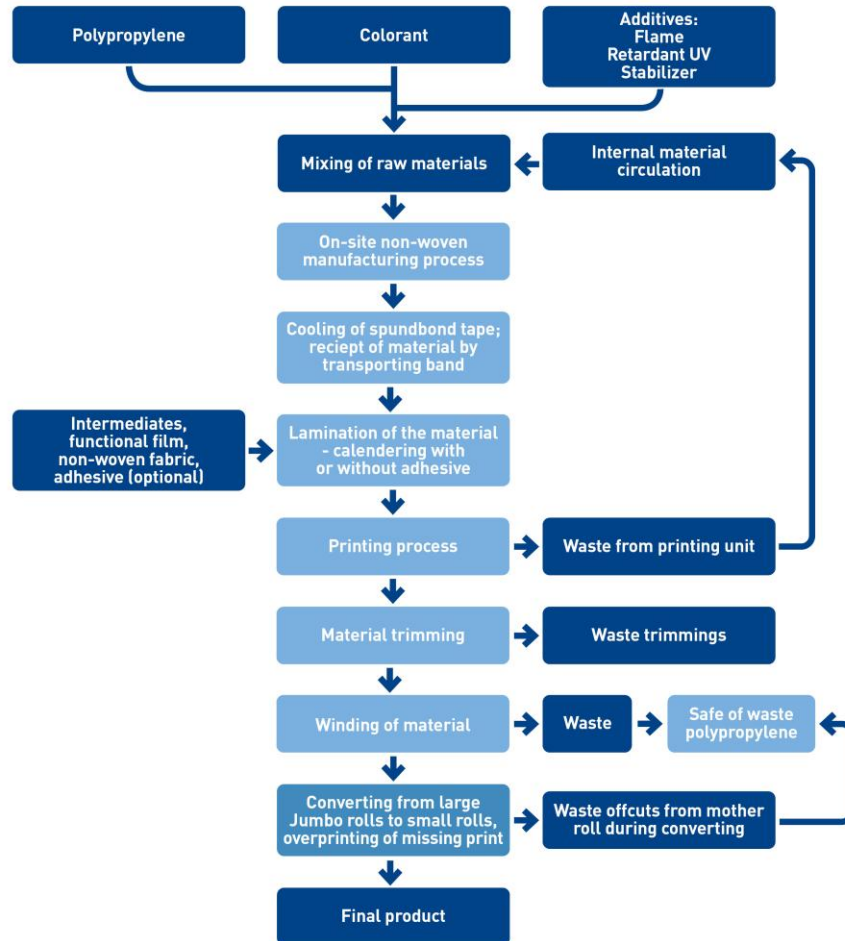 Polypropylene
Colorant
Additives:
Flame
Retardant UV
Stabilizer
Mixing of raw materials
Internal material
circulation
On-site non-woven
manufacturing process
Cooling of spundbond tape;
reciept of material by
transporting band
Intermediates,
functional film,
non-woven fabric,
adhesive (optional)
Lamination of the material
- calendering with
or without adhesive
Printing process
Waste from printing unit
Material trimming
Waste trimmings
Winding of material
Waste
Safe of waste
polypropylene
Converting from large
Jumbo rolls to small rolls,
overprinting of missing print
Waste offcuts from mother
roll during converting
Final product